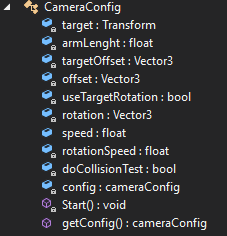 CameraConfig
target : Transform
armLenght : float
targetOffset : Vector3
offset : Vector3
useTargetRotation : bool
rotation : Vector3
speed : float
rotationSpeed : float
doCollisionTest : bool
config : cameraConfig
Start() : void
getConfig() : cameraConfig